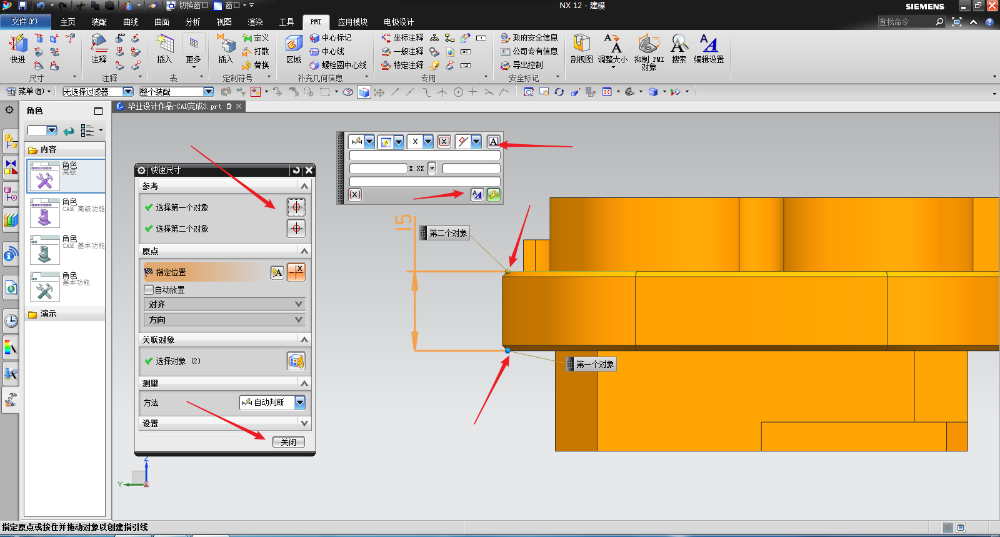 切换窗口 窗口
NX 12 - 建模
SIEMENS
文件(F) 主页 装配 曲线 曲面 分析 视图 渲染 工具 PMI 应用模块 电极设计
查找命令
快速
注释
插入 更多
插入
定义
打散
替换
区域
中心标记
中心线
螺栓圆中心线
坐标注释
一般注释
特定注释
政府安全信息
公司专有信息
导出控制
剖视图 调整大小 抑制 PMI 对象 搜索 编辑设置
尺寸 注释 表 定制符号 补充几何信息 专用 安全标记
菜单(M) 无选择过滤器 整个装配
角色
毕业设计作品-CAD完成3.prt
内容
角色
高级
角色
CAM 高级功能
角色
CAM 基本功能
角色
基本功能
演示
快速尺寸
参考
选择第一个对象
选择第二个对象
原点
指定位置
自动放置
对齐
方向
关联对象
选择对象 (2)
测量
方法 自动判断
设置
关闭
X
A
X.XX
(X)
15
第二个对象
第一个对象
Z
Y
X
指定原点或按住并拖动对象以创建指引线